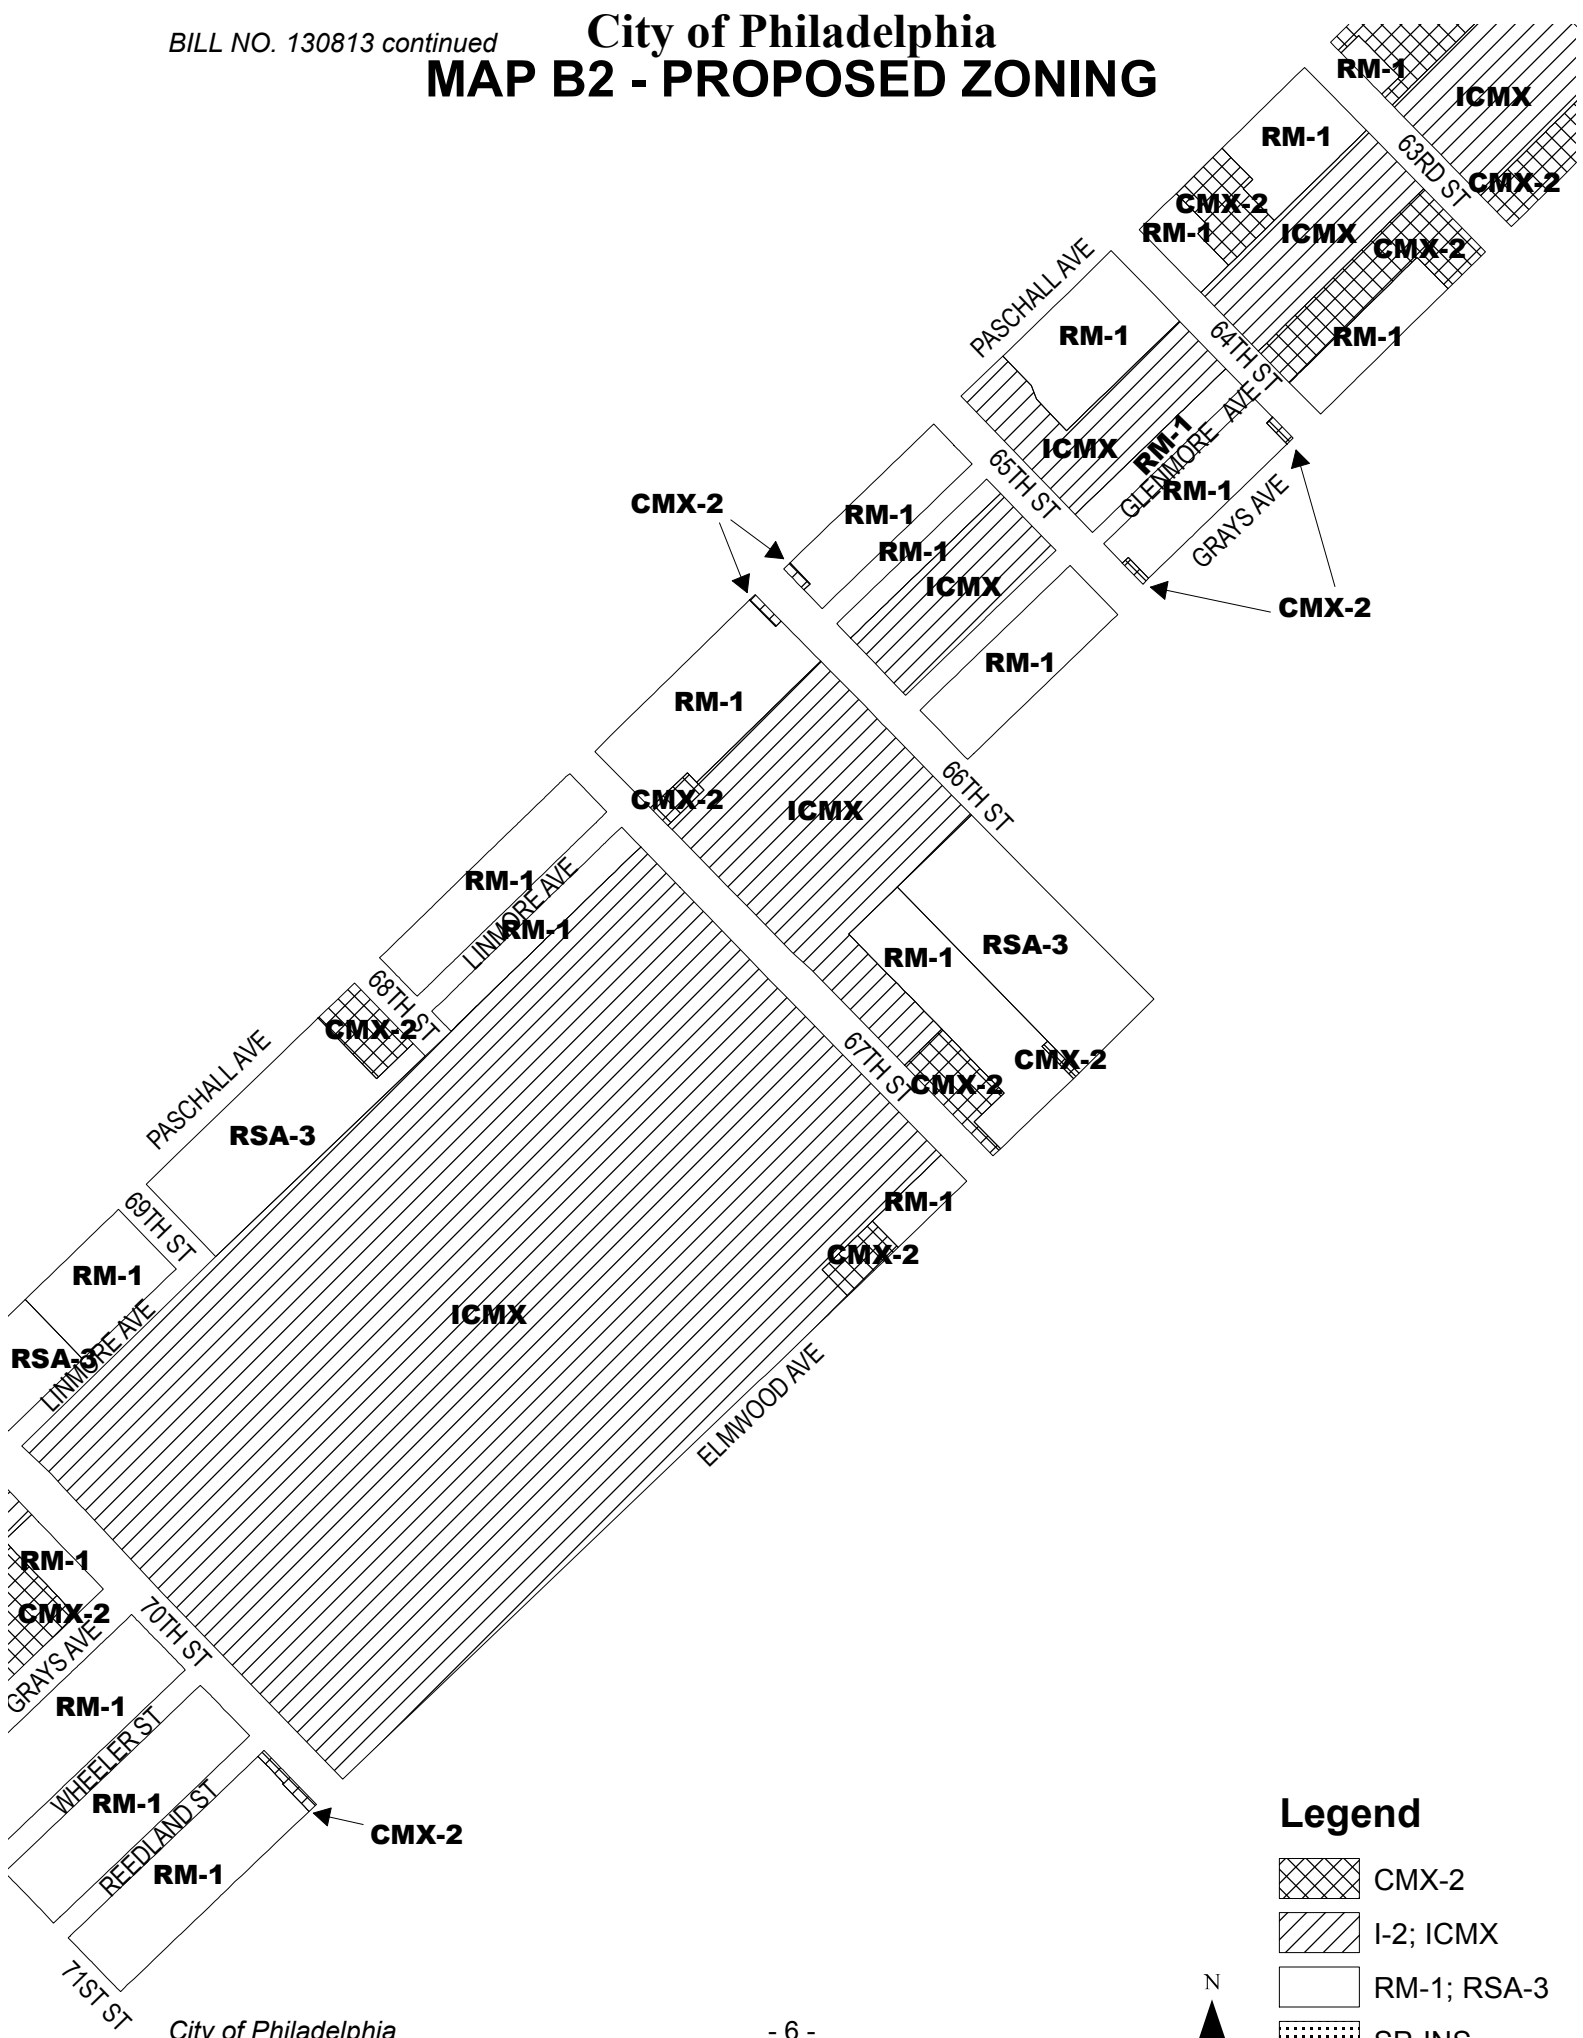 BILL NO. 130813 continued
City of Philadelphia
MAP B2 - PROPOSED ZONING
RM-1
ICMX
RM-1
63RD ST
CMX-2
CMX-2
RM-1
ICMX
CMX-2
PASCHALL AVE
RM-1
64TH ST
RM-1
ICMX
RM-1
GLENMORE AVE
65TH ST
RM-1
GRAYS AVE
CMX-2
RM-1
RM-1
ICMX
CMX-2
RM-1
RM-1
66TH ST
CMX-2
ICMX
RM-1
LINMORE AVE
RM-1
RSA-3
RM-1
68TH ST
CMX-2
67TH ST
CMX-2
CMX-2
PASCHALL AVE
RSA-3
69TH ST
RM-1
CMX-2
RM-1
ICMX
LINMORE AVE
RSA-3
ELMWOOD AVE
RM-1
CMX-2
70TH ST
GRAYS AVE
RM-1
WHEELER ST
RM-1
REEDLAND ST
CMX-2
RM-1
71ST ST
Legend
CMX-2
I-2; ICMX
RM-1; RSA-3
N
City of Philadelphia
- 6 -